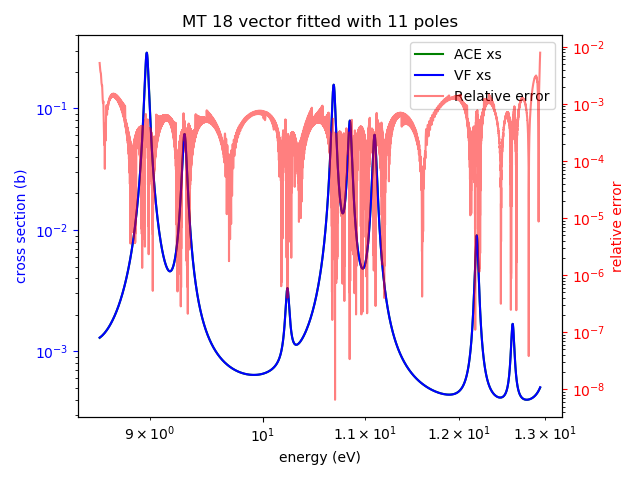 MT 18 vector fitted with 11 poles
ACE xs
VF xs
Relative error
cross section (b)
10⁻¹
10⁻²
10⁻³
10⁻²
10⁻³
10⁻⁴
10⁻⁵
10⁻⁶
10⁻⁷
10⁻⁸
relative error
9 × 10⁰
10¹
1.1 × 10¹
1.2 × 10¹
1.3 × 10¹
energy (eV)